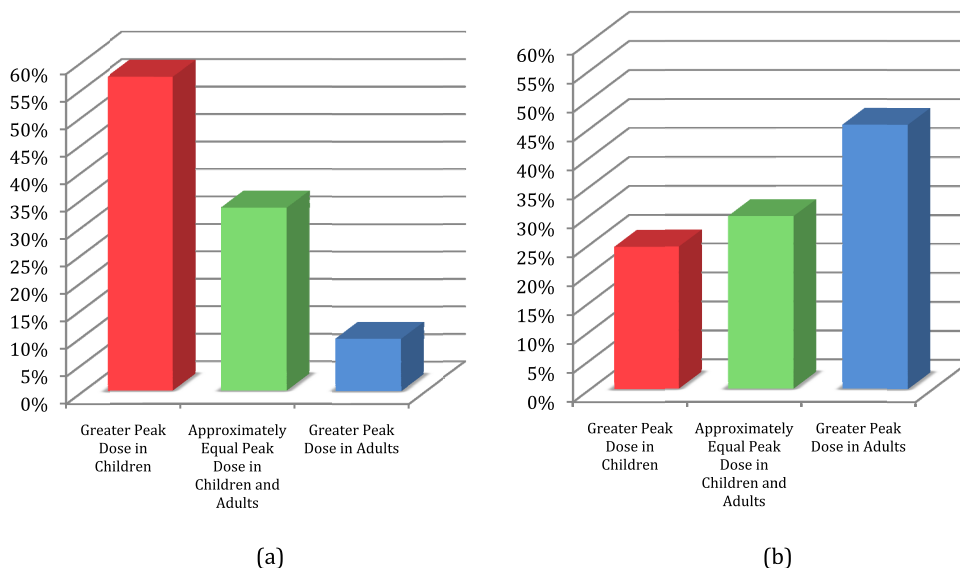 60%
55%
50%
45%
40%
35%
30%
25%
20%
15%
10%
5%
0%
Greater Peak
Dose in
Children
Approximately
Equal Peak
Dose in
Children and
Adults
Greater Peak
Dose in Adults
(a)
60%
55%
50%
45%
40%
35%
30%
25%
20%
15%
10%
5%
0%
Greater Peak
Dose in
Children
Approximately
Equal Peak
Dose in
Children and
Adults
Greater Peak
Dose in Adults
(b)